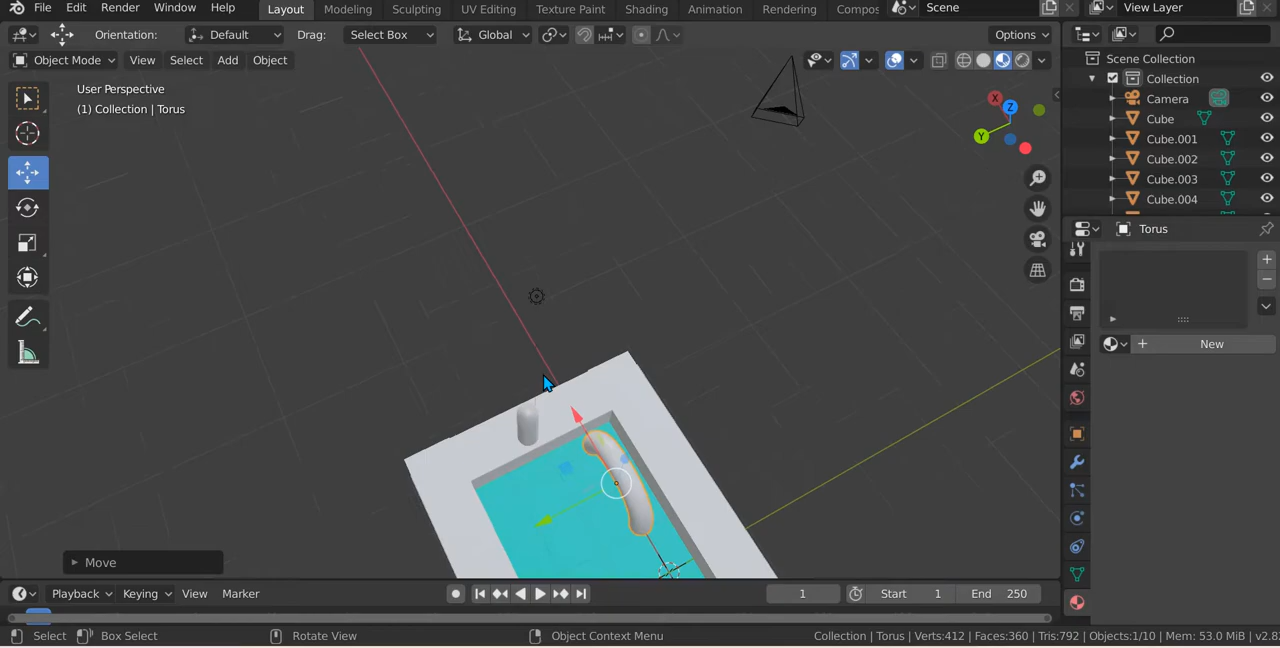 File Edit Render Window Help Layout Modeling Sculpting UV Editing Texture Paint Shading Animation Rendering Compos Scene View Layer
Orientation: Default Drag: Select Box Global Options
Object Mode View Select Add Object
Scene Collection
User Perspective
(1) Collection | Torus
Collection
Camera
Cube
Cube.001
Cube.002
Cube.003
Cube.004
X
Y
Z
Torus
New
Move
Playback Keying View Marker 1 Start 1 End 250
Select Box Select Rotate View Object Context Menu Collection | Torus | Verts:412 | Faces:360 | Tris:792 | Objects:1/10 | Mem: 53.0 MiB | v2.8